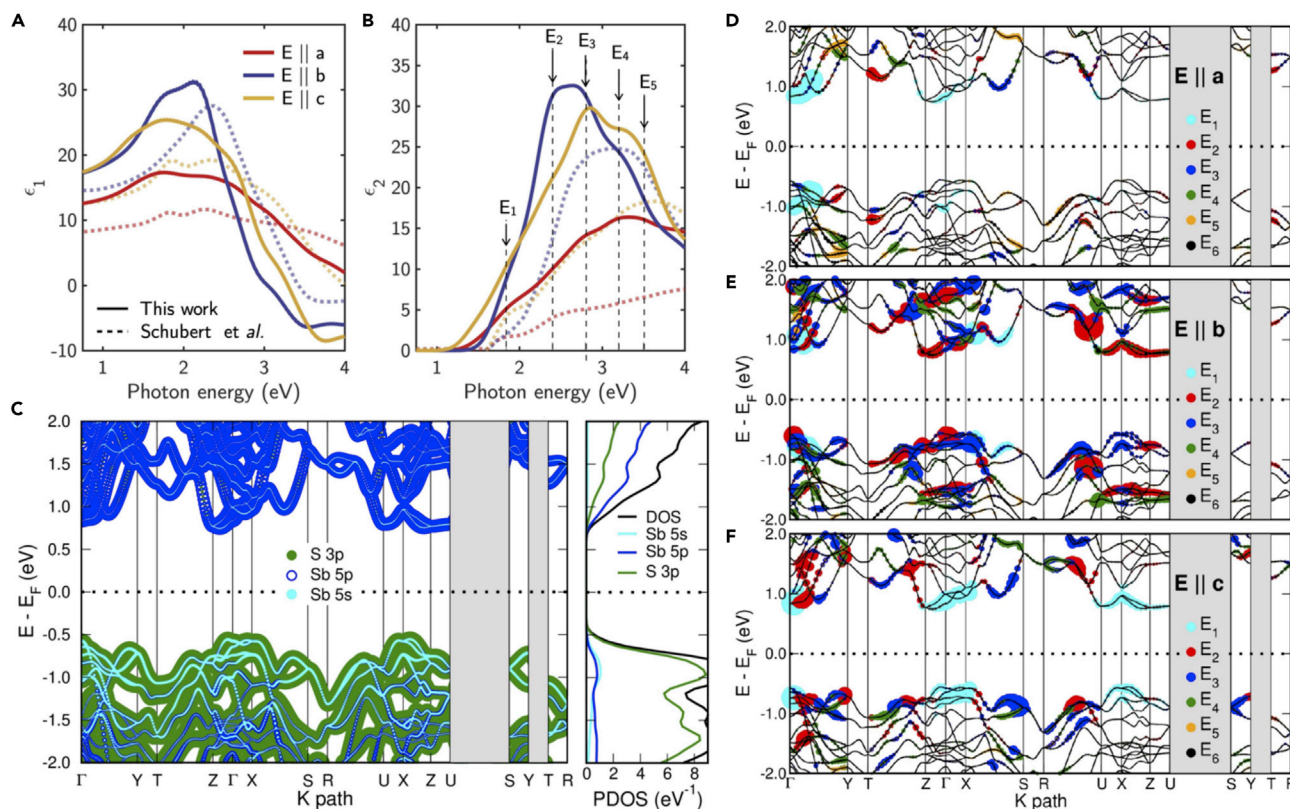 A
ϵ1
40
30
20
10
0
-10
E || a
E || b
E || c
This work
Schubert et al.
1 2 3 4
Photon energy (eV)
B
ϵ2
40
35
30
25
20
15
10
5
0
E1
E2
E3
E4
E5
1 2 3 4
Photon energy (eV)
C
E - EF (eV)
2.0
1.5
1.0
0.5
0.0
-0.5
-1.0
-1.5
-2.0
S 3p
Sb 5p
Sb 5s
Γ Y T Z Γ X S R U X Z U S Y T R
K path
DOS
Sb 5s
Sb 5p
S 3p
0 2 4 6 8
PDOS (eV-1)
D
E - EF (eV)
2.0
1.0
0.0
-1.0
2.0
E || a
E1
E2
E3
E4
E5
E6
E
E - EF (eV)
2.0
1.0
0.0
-1.0
-2.0
E || b
E1
E2
E3
E4
E5
E6
F
E - EF (eV)
2.0
1.0
0.0
-1.0
-2.0
E || c
E1
E2
E3
E4
E5
E6
Γ Y T Z Γ X S R U X Z U S Y T R
K path